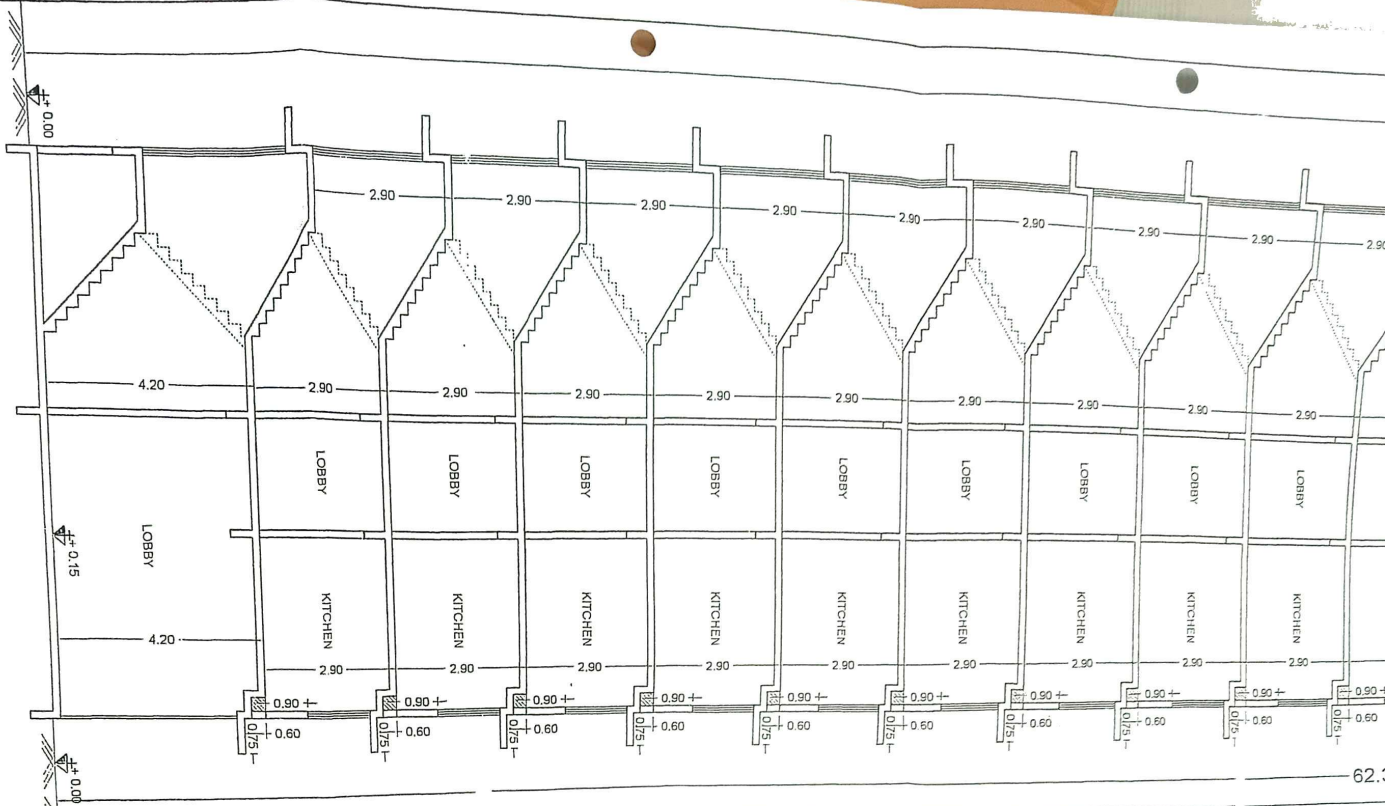 + 0.00
2.90 2.90 2.90 2.90 2.90 2.90 2.90 2.90 2.90
4.20 2.90 2.90 2.90 2.90 2.90 2.90 2.90 2.90 2.90
LOBBY LOBBY LOBBY LOBBY LOBBY LOBBY LOBBY LOBBY LOBBY
LOBBY
+ 0.15
KITCHEN KITCHEN KITCHEN KITCHEN KITCHEN KITCHEN KITCHEN KITCHEN KITCHEN
4.20 2.90 2.90 2.90 2.90 2.90 2.90 2.90 2.90 2.90
0.90 0.90 0.90 0.90 0.90 0.90 0.90 0.90 0.90 0.90
0.75 0.60 0.75 0.60 0.75 0.60 0.75 0.60 0.75 0.60 0.75 0.60 0.75 0.60 0.75 0.60 0.75 0.60 0.75 0.60
+ 0.00
62.3